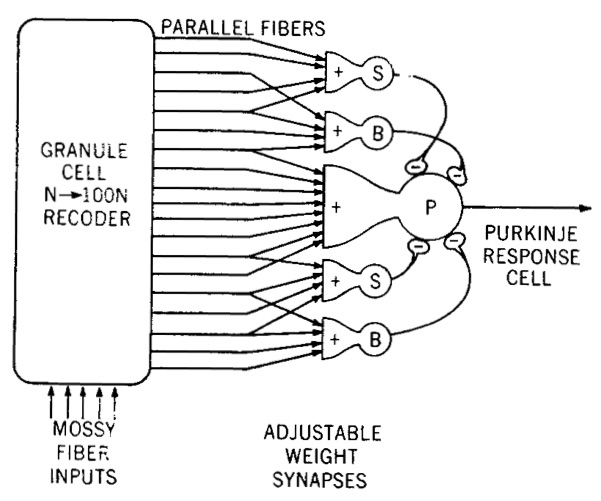 PARALLEL FIBERS
+
S
+
B
GRANULE
CELL
N→100N
RECODER
+
P
PURKINJE
RESPONSE
CELL
+
S
+
B
MOSSY
FIBER
INPUTS
ADJUSTABLE
WEIGHT
SYNAPSES
−
−
−
−